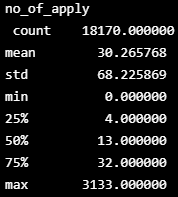 no_of_apply
count 18170.000000
mean 30.265768
std 68.225869
min 0.000000
25% 4.000000
50% 13.000000
75% 32.000000
max 3133.000000